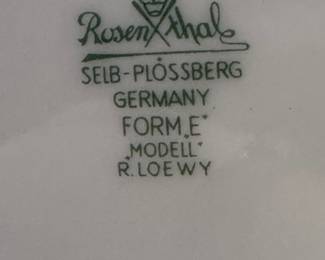 Rosenthal
SELB-PLÖSSBERG
GERMANY
FORM „E"
„MODELL"
R. LOEWY